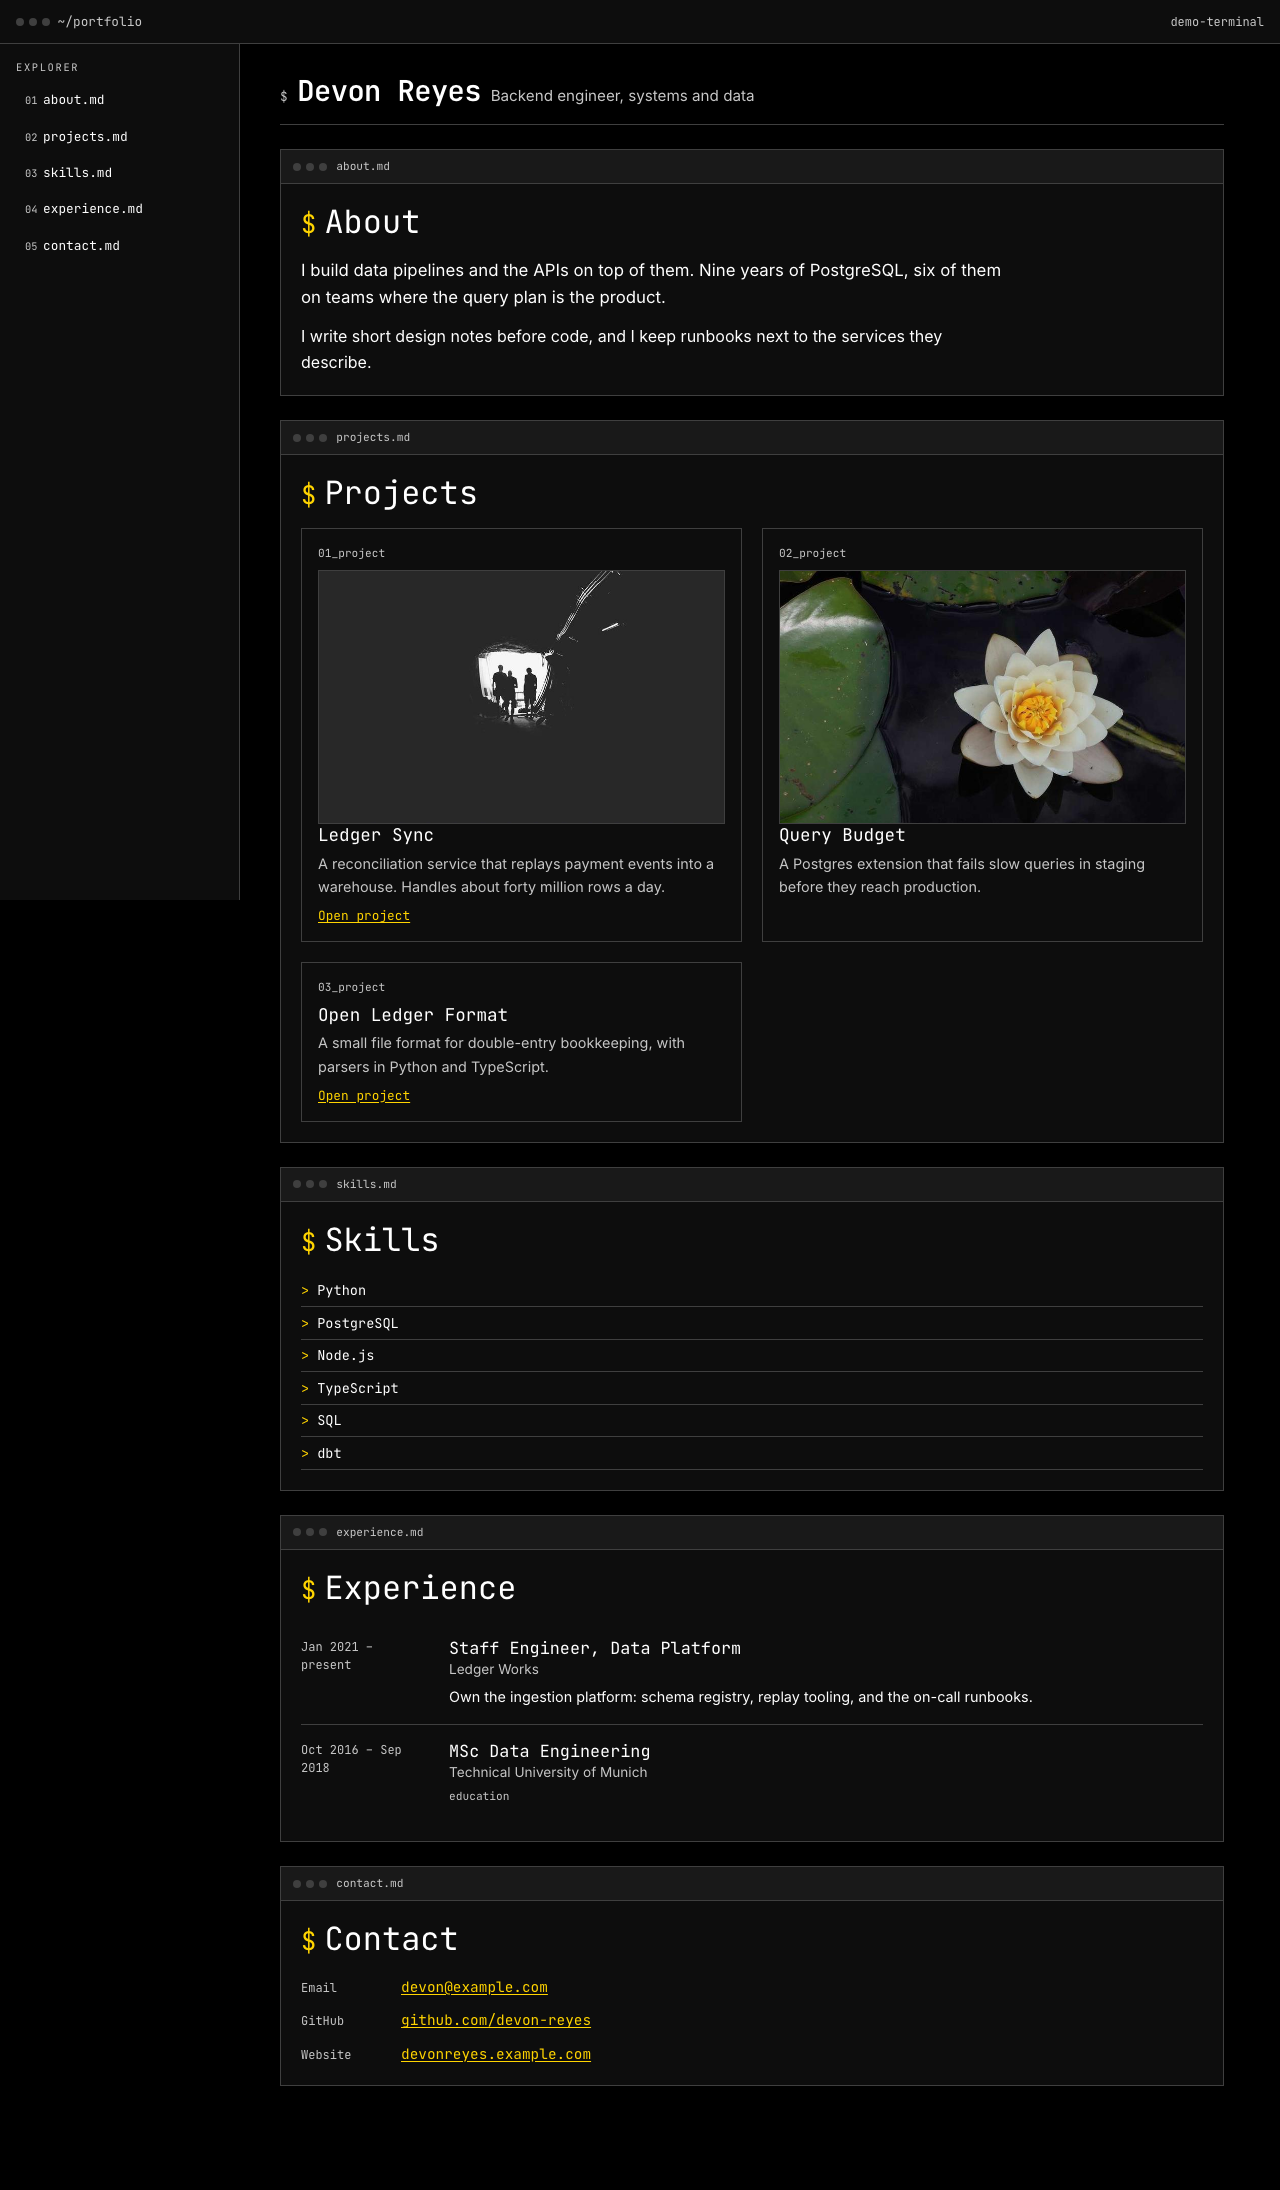 ~/portfolio
demo-terminal
EXPLORER
01 about.md
02 projects.md
03 skills.md
04 experience.md
05 contact.md
$ Devon Reyes Backend engineer, systems and data
about.md
$ About
I build data pipelines and the APIs on top of them. Nine years of PostgreSQL, six of them
on teams where the query plan is the product.
I write short design notes before code, and I keep runbooks next to the services they
describe.
projects.md
$ Projects
01_project
Ledger Sync
A reconciliation service that replays payment events into a
warehouse. Handles about forty million rows a day.
Open project
02_project
Query Budget
A Postgres extension that fails slow queries in staging
before they reach production.
03_project
Open Ledger Format
A small file format for double-entry bookkeeping, with
parsers in Python and TypeScript.
Open project
skills.md
$ Skills
> Python
> PostgreSQL
> Node.js
> TypeScript
> SQL
> dbt
experience.md
$ Experience
Jan 2021 –
present
Staff Engineer, Data Platform
Ledger Works
Own the ingestion platform: schema registry, replay tooling, and the on-call runbooks.
Oct 2016 – Sep
2018
MSc Data Engineering
Technical University of Munich
education
contact.md
$ Contact
Email devon@example.com
GitHub github.com/devon-reyes
Website devonreyes.example.com